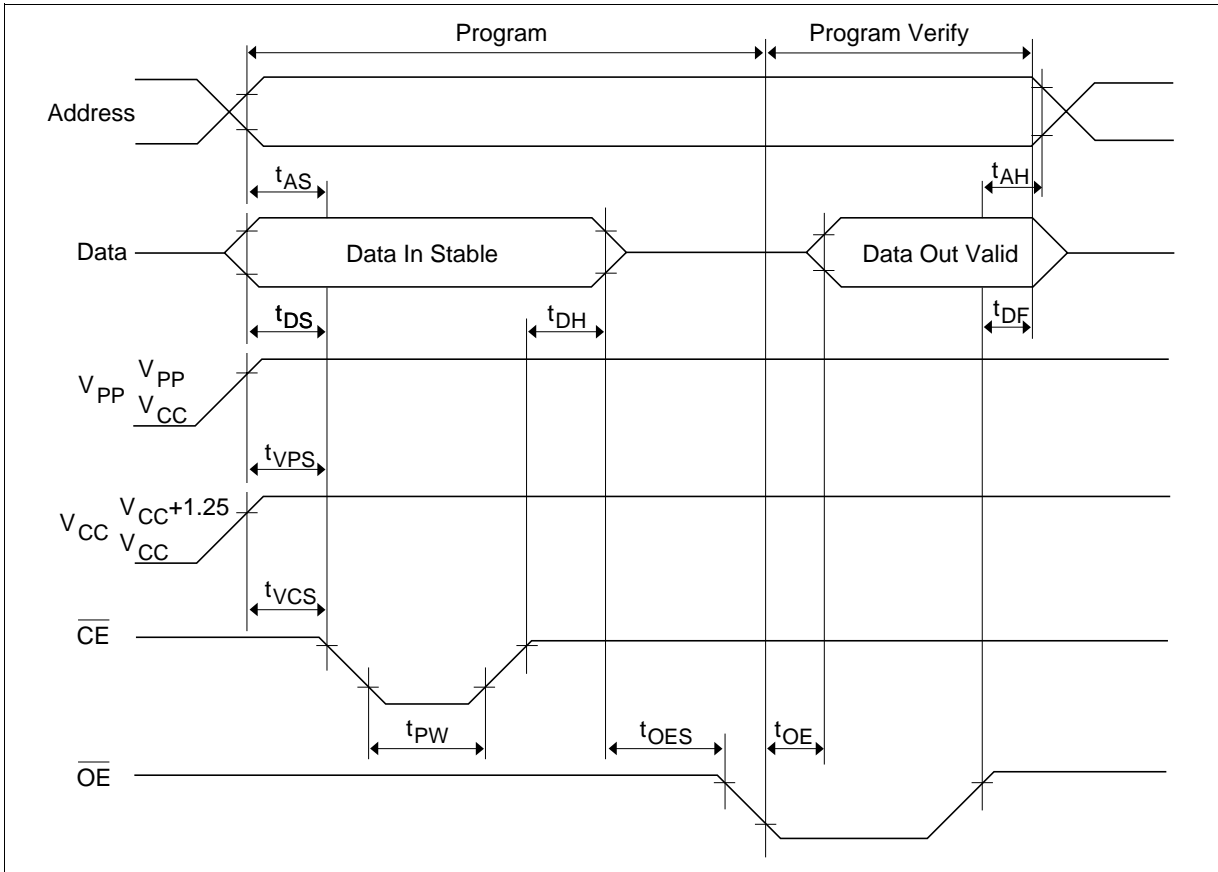 Program Program Verify
Address
tAS tAH
Data Data In Stable Data Out Valid
tDS tDH tDF
VPP VPP
VCC
tVPS
VCC VCC+1.25
VCC
tVCS
CE
tPW tOES tOE
OE